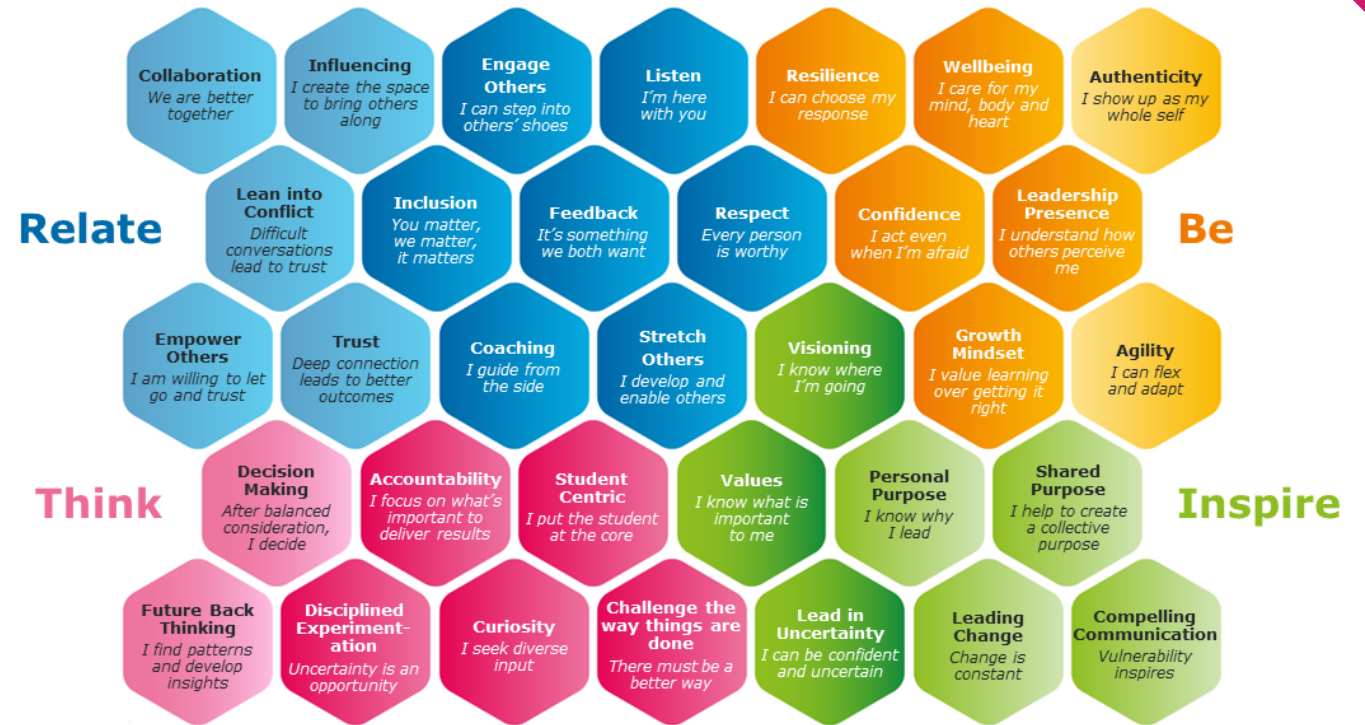 Collaboration
We are better
together
Influencing
I create the space
to bring others
along
Engage
Others
I can step into
others' shoes
Listen
I'm here
with you
Resilience
I can choose my
response
Wellbeing
I care for my
mind, body and
heart
Authenticity
I show up as my
whole self
Relate
Lean into
Conflict
Difficult
conversations
lead to trust
Inclusion
You matter,
we matter,
it matters
Feedback
It's something
we both want
Respect
Every person
is worthy
Confidence
I act even
when I'm afraid
Leadership
Presence
I understand how
others perceive
me
Be
Empower
Others
I am willing to let
go and trust
Trust
Deep connection
leads to better
outcomes
Coaching
I guide from
the side
Stretch
Others
I develop and
enable others
Visioning
I know where
I'm going
Growth
Mindset
I value learning
over getting it
right
Agility
I can flex
and adapt
Think
Decision
Making
After balanced
consideration,
I decide
Accountability
I focus on what's
important to
deliver results
Student
Centric
I put the student
at the core
Values
I know what is
important
to me
Personal
Purpose
I know why
I lead
Shared
Purpose
I help to create
a collective
purpose
Inspire
Future Back
Thinking
I find patterns
and develop
insights
Disciplined
Experiment-
ation
Uncertainty is an
opportunity
Curiosity
I seek diverse
input
Challenge the
way things are
done
There must be a
better way
Lead in
Uncertainty
I can be confident
and uncertain
Leading
Change
Change is
constant
Compelling
Communication
Vulnerability
inspires